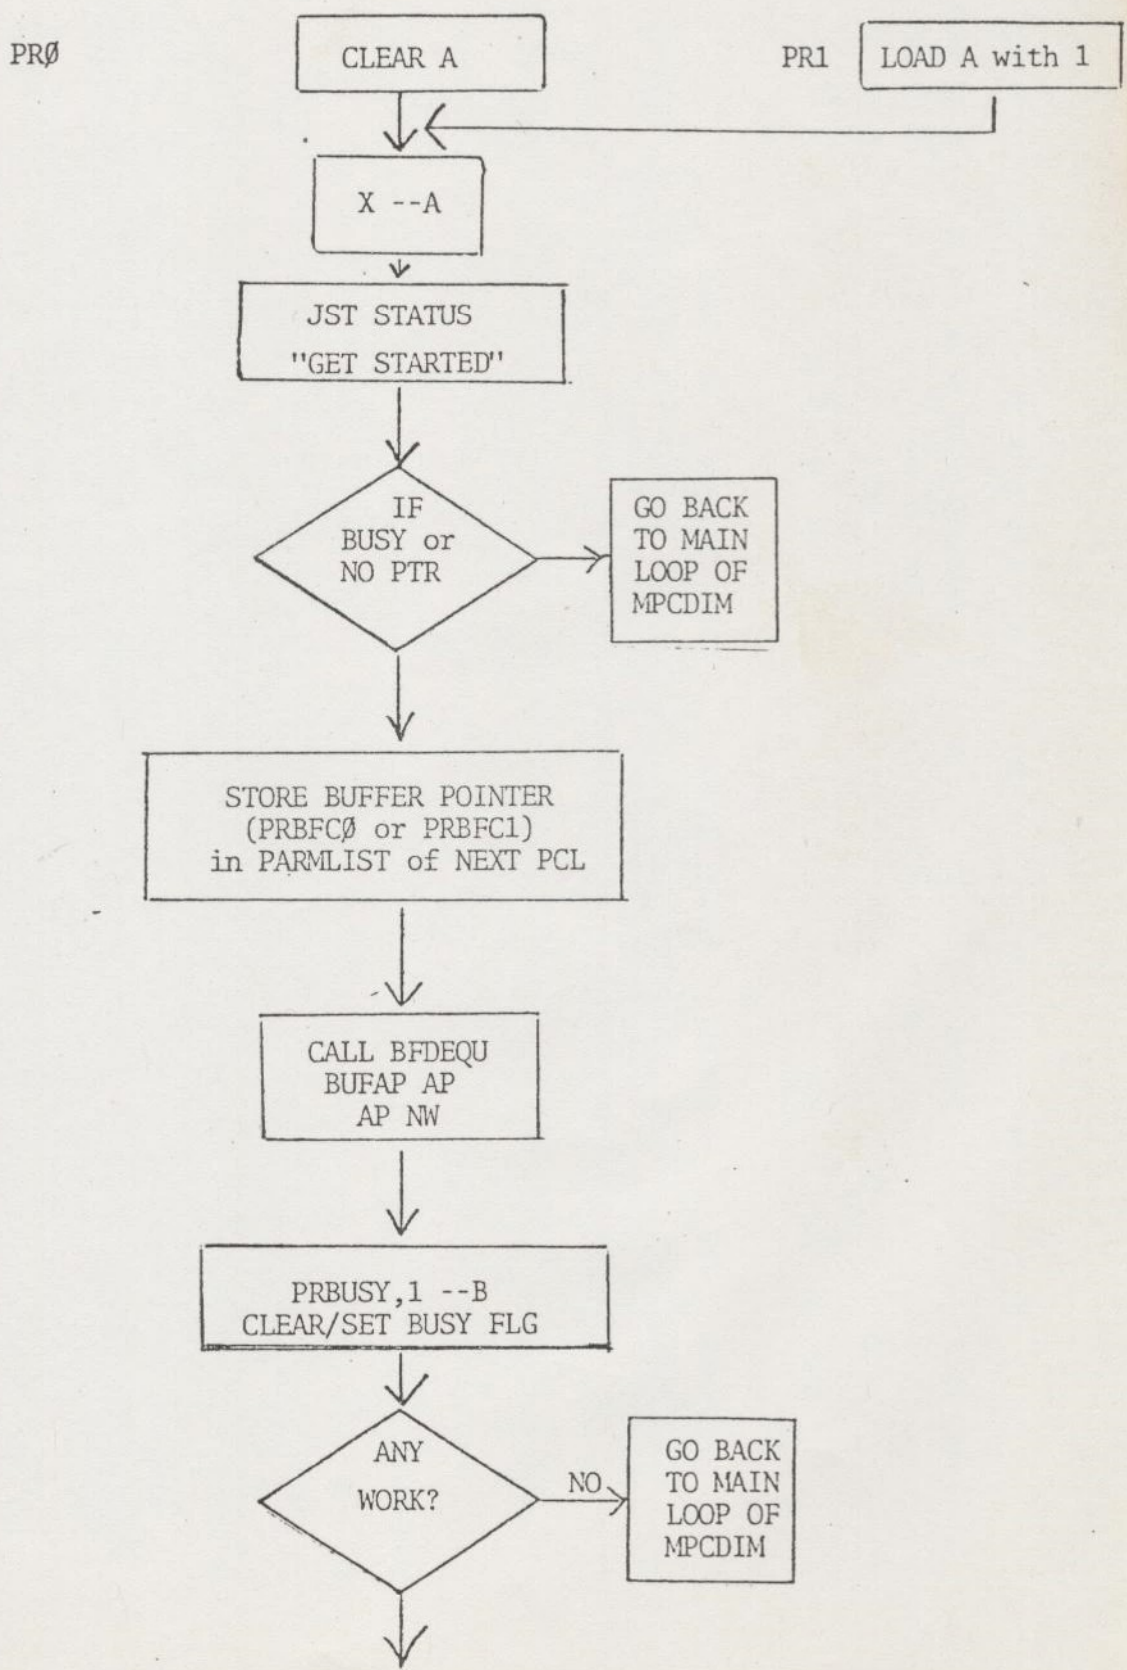 PRØ
CLEAR A
PR1
LOAD A with 1
X --A
JST STATUS
"GET STARTED"
IF
BUSY or
NO PTR
GO BACK
TO MAIN
LOOP OF
MPCDIM
STORE BUFFER POINTER
(PRBFCØ or PRBFC1)
in PARMLIST of NEXT PCL
CALL BFDEQU
BUFAP AP
AP NW
PRBUSY,1 --B
CLEAR/SET BUSY FLG
ANY
WORK?
NO
GO BACK
TO MAIN
LOOP OF
MPCDIM